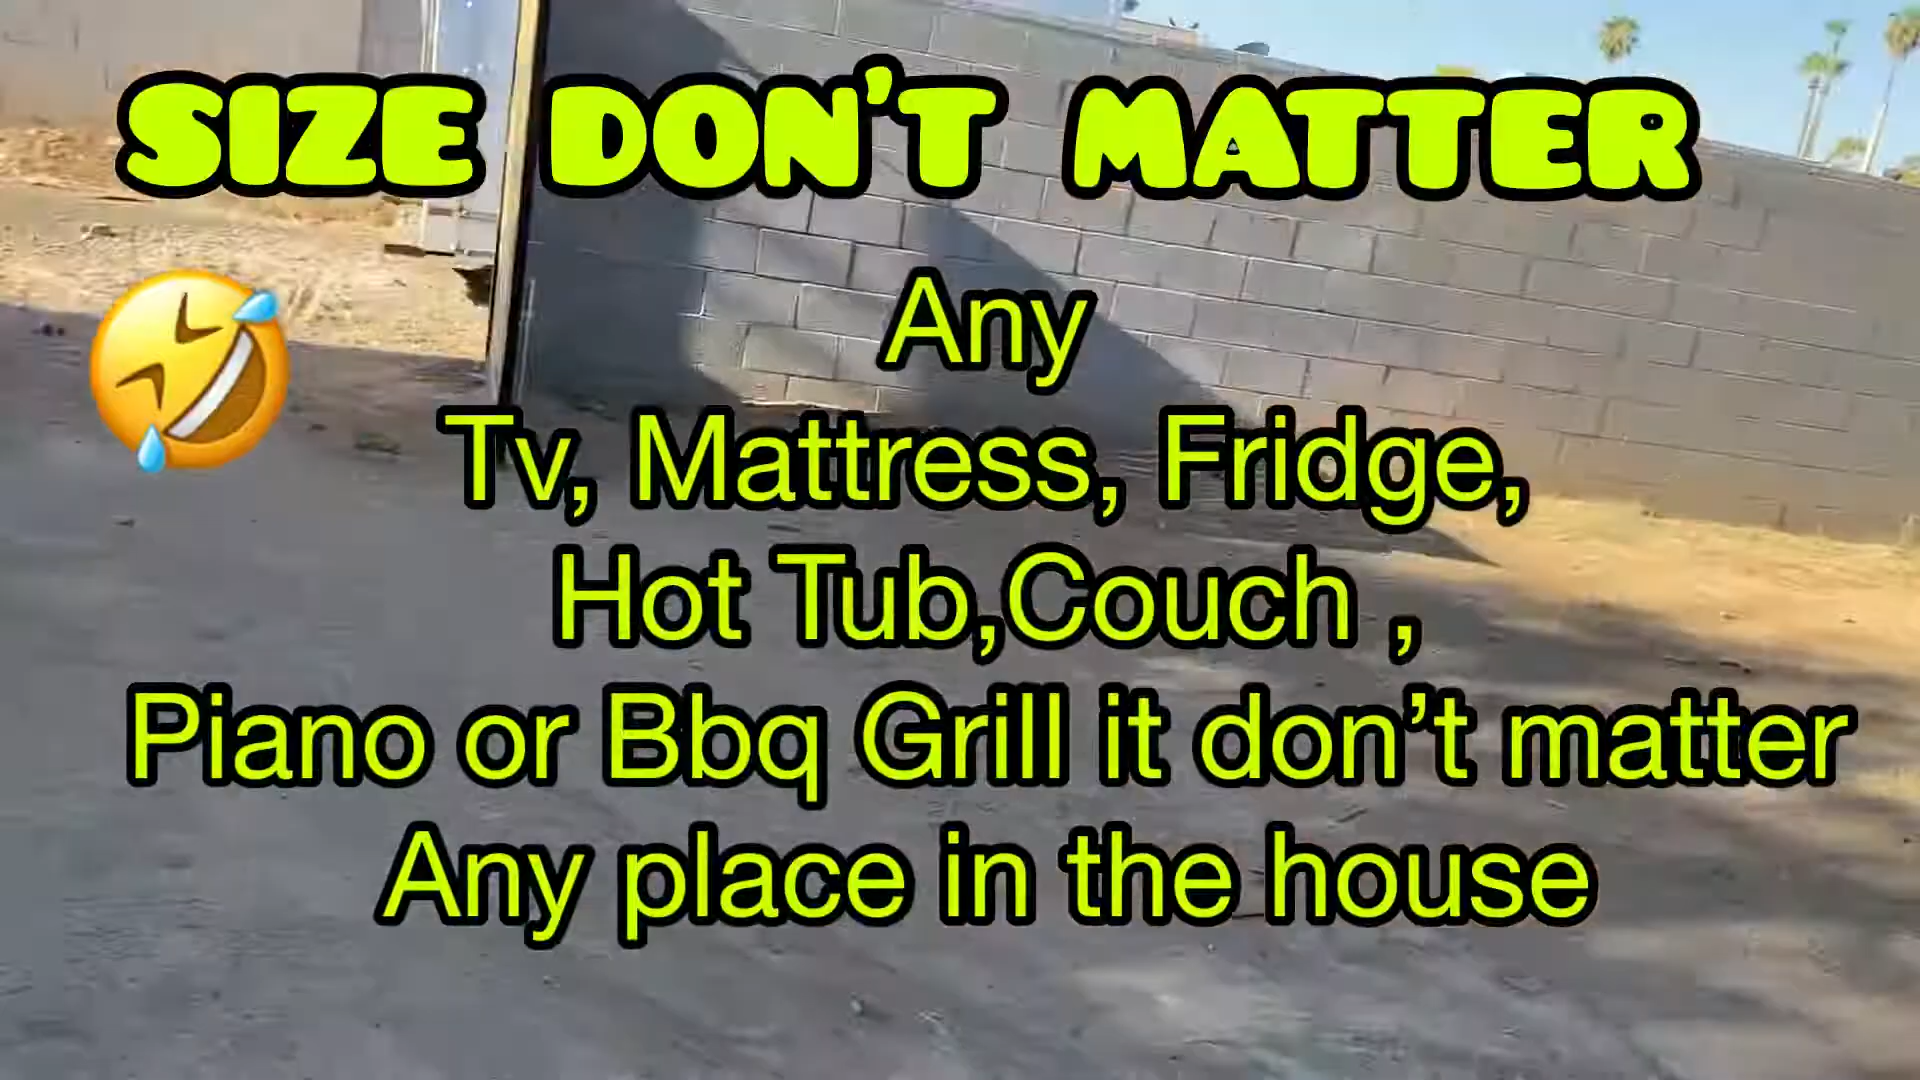 SIZE DON'T MATTER
Any
Tv, Mattress, Fridge,
Hot Tub,Couch ,
Piano or Bbq Grill it don’t matter
Any place in the house